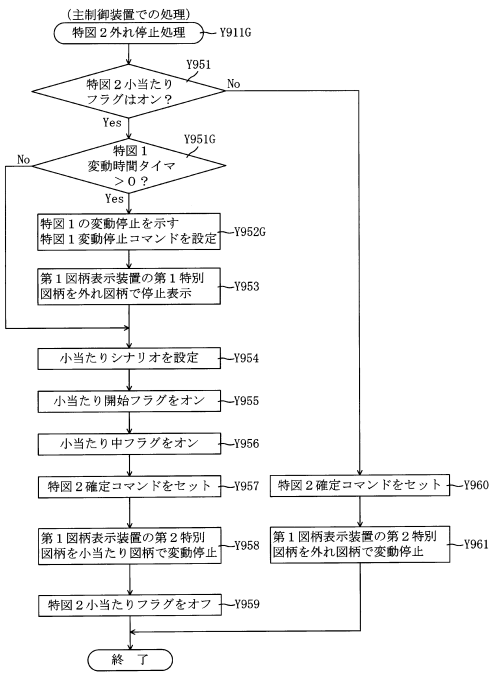 (主制御装置での処理)
特図２外れ停止処理
Y911G
Y951
特図２小当たり
フラグはオン？
No
Yes
Y951G
特図１
変動時間タイマ
＞０？
No
Yes
特図１の変動停止を示す
特図１変動停止コマンドを設定
Y952G
第１図柄表示装置の第１特別
図柄を外れ図柄で停止表示
Y953
小当たりシナリオを設定
Y954
小当たり開始フラグをオン
Y955
小当たり中フラグをオン
Y956
特図２確定コマンドをセット
Y957
特図２確定コマンドをセット
Y960
第１図柄表示装置の第２特別
図柄を小当たり図柄で変動停止
Y958
第１図柄表示装置の第２特別
図柄を外れ図柄で変動停止
Y961
特図２小当たりフラグをオフ
Y959
終 了